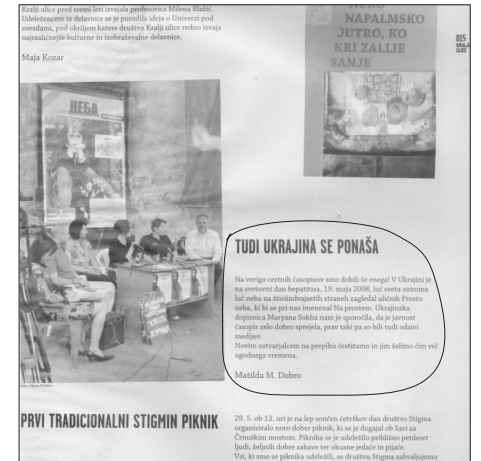 Kralji ulice pred tremi leti izvajala profesorica Milena Blažić.
Udeležencem te delavnice se je porodila ideja o Univerzi pod
zvezdami, pod okriljem katere društvo Kralji ulice redno izvaja
najrazličnejše kulturne in izobraževalne delavnice.
Maja Kozar
NEKO
NAPALMSKO
JUTRO, KO
KRI ZALIJE
SANJE
015
KRALJI
ULICE
НЕБА
TUDI UKRAJINA SE PONAŠA
Na verigo cestnih časopisov smo dobili še enega! V Ukrajini je
na svetovni dan hepatitisa, 19. maja 2008, luč sveta oziroma
luč neba na štiriindvajsetih straneh zagledal uličnik Prosto
neba, ki bi se pri nas imenoval Na prostem. Ukrajinska
dopisnica Maryana Sokha nam je sporočila, da je javnost
časopis zelo dobro sprejela, prav taki pa so bili tudi odzivi
medijev.
Novim ustvarjalcem na prepihu čestitamo in jim želimo čim več
ugodnega vremena.
Matilda M. Dobro
PRVI TRADICIONALNI STIGMIN PIKNIK
29. 5. ob 13. uri je na lep sončen četrtkov dan društvo Stigma
organiziralo noro dober piknik, ki se je dogajal ob Savi za
Črnuškim mostom. Piknika se je udeležilo približno petdeset
ljudi, željnih dobre zabave ter okusne jedače in pijače.
Vsi, ki smo se piknika udeležili, se društvu Stigma zahvaljujemo